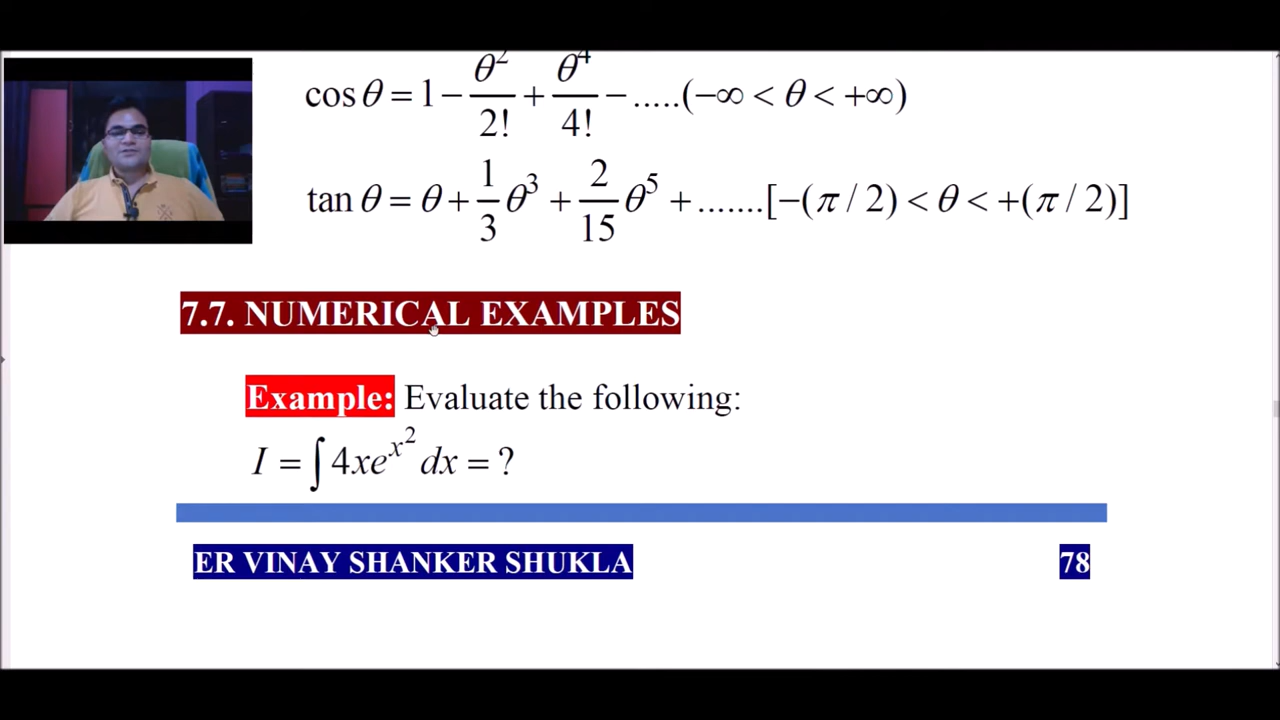 cos θ = 1 − θ²/2! + θ⁴/4! − .....(−∞ < θ < +∞)
tan θ = θ + 1/3 θ³ + 2/15 θ⁵ + .......[−(π / 2) < θ < +(π / 2)]
7.7. NUMERICAL EXAMPLES
Example: Evaluate the following:
I = ∫ 4xe^{x²} dx = ?
ER VINAY SHANKER SHUKLA 78